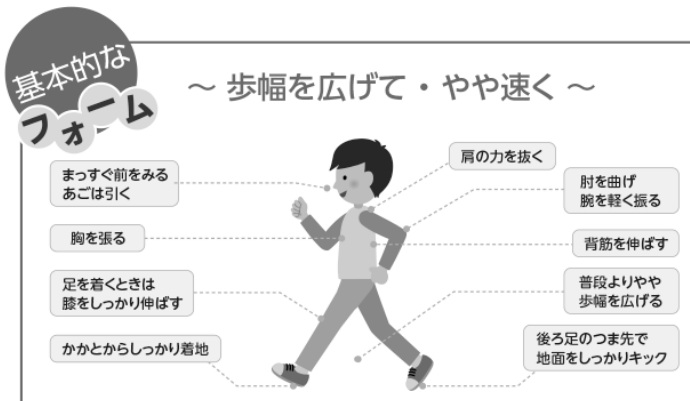 基本的な
フォーム
～ 歩幅を広げて・やや速く ～
まっすぐ前をみる
あごは引く
胸を張る
足を着くときは
膝をしっかり伸ばす
かかとからしっかり着地
肩の力を抜く
肘を曲げ
腕を軽く振る
背筋を伸ばす
普段よりやや
歩幅を広げる
後ろ足のつま先で
地面をしっかりキック